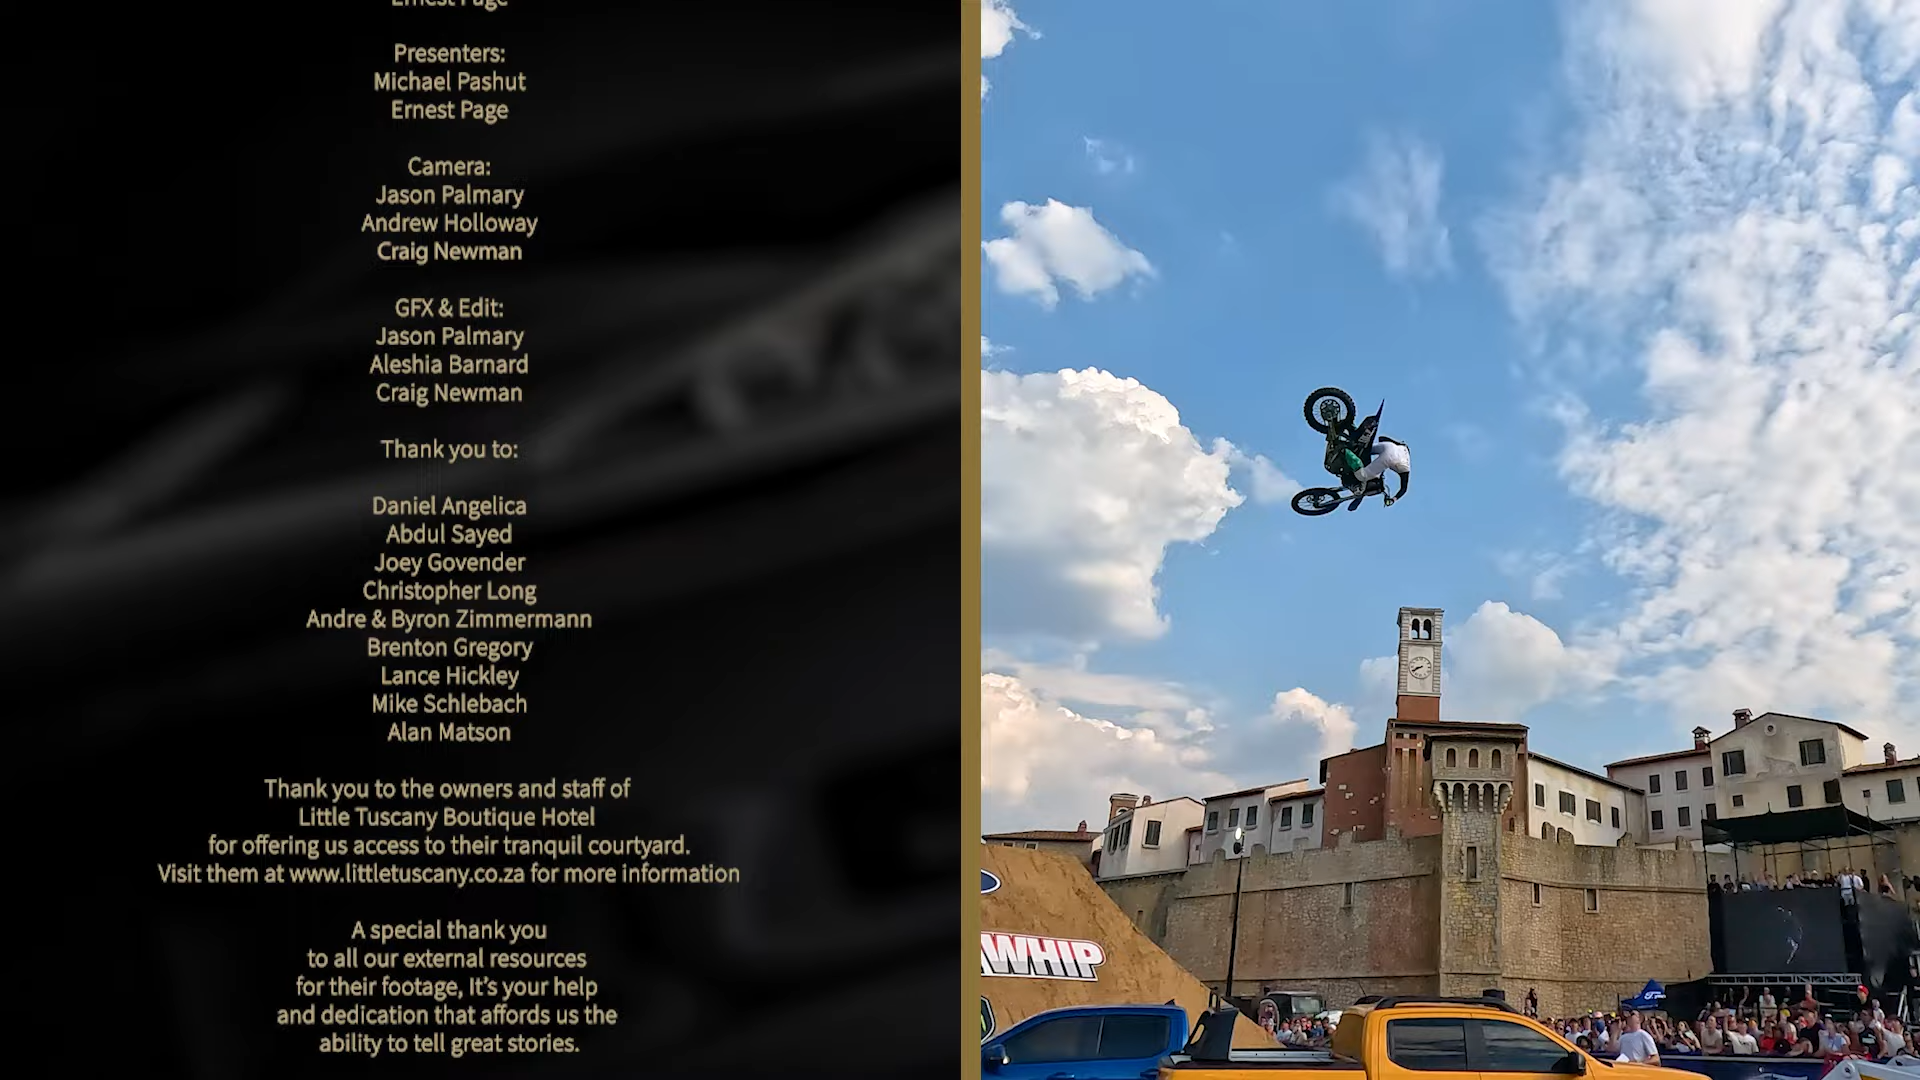 Ernest Page
Presenters:
Michael Pashut
Ernest Page
Camera:
Jason Palmary
Andrew Holloway
Craig Newman
GFX & Edit:
Jason Palmary
Aleshia Barnard
Craig Newman
Thank you to:
Daniel Angelica
Abdul Sayed
Joey Govender
Christopher Long
Andre & Byron Zimmermann
Brenton Gregory
Lance Hickley
Mike Schlebach
Alan Matson
Thank you to the owners and staff of
Little Tuscany Boutique Hotel
for offering us access to their tranquil courtyard.
Visit them at www.littletuscany.co.za for more information
A special thank you
to all our external resources
for their footage, It's your help
and dedication that affords us the
ability to tell great stories.
WHIP